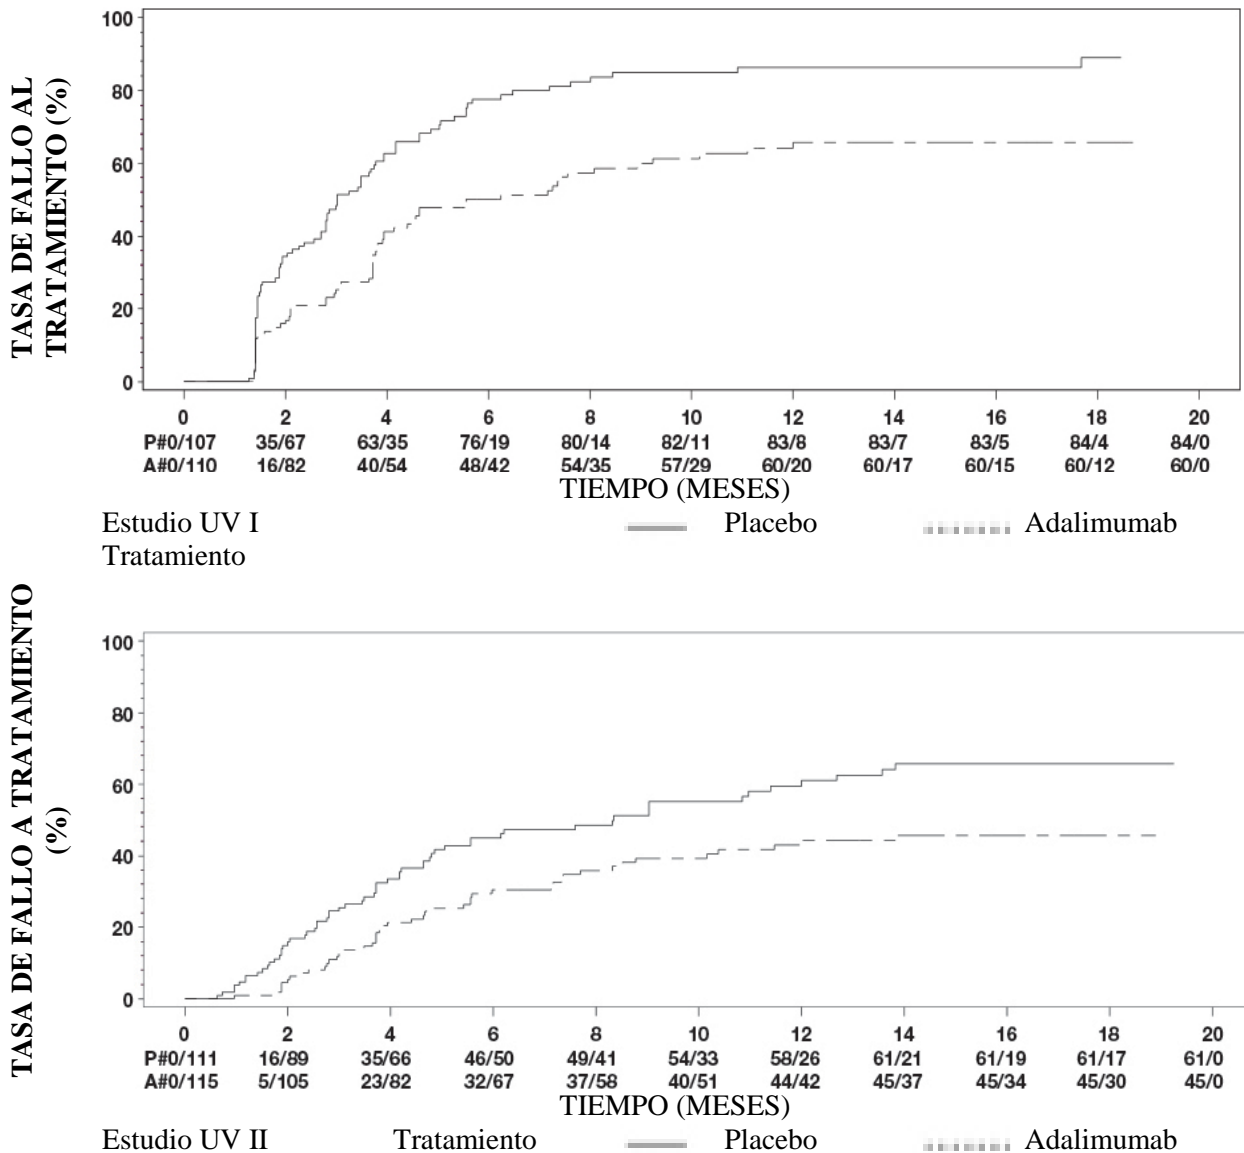 TASA DE FALLO AL
TRATAMIENTO (%)
100
80
60
40
20
0
0 2 4 6 8 10 12 14 16 18 20
P#0/107 35/67 63/35 76/19 80/14 82/11 83/8 83/7 83/5 84/4 84/0
A#0/110 16/82 40/54 48/42 54/35 57/29 60/20 60/17 60/15 60/12 60/0
TIEMPO (MESES)
Estudio UV I Placebo Adalimumab
Tratamiento
TASA DE FALLO A TRATAMIENTO
(%)
100
80
60
40
20
0
0 2 4 6 8 10 12 14 16 18 20
P#0/111 16/89 35/66 46/50 49/41 54/33 58/26 61/21 61/19 61/17 61/0
A#0/115 5/105 23/82 32/67 37/58 40/51 44/42 45/37 45/34 45/30 45/0
TIEMPO (MESES)
Estudio UV II Tratamiento Placebo Adalimumab